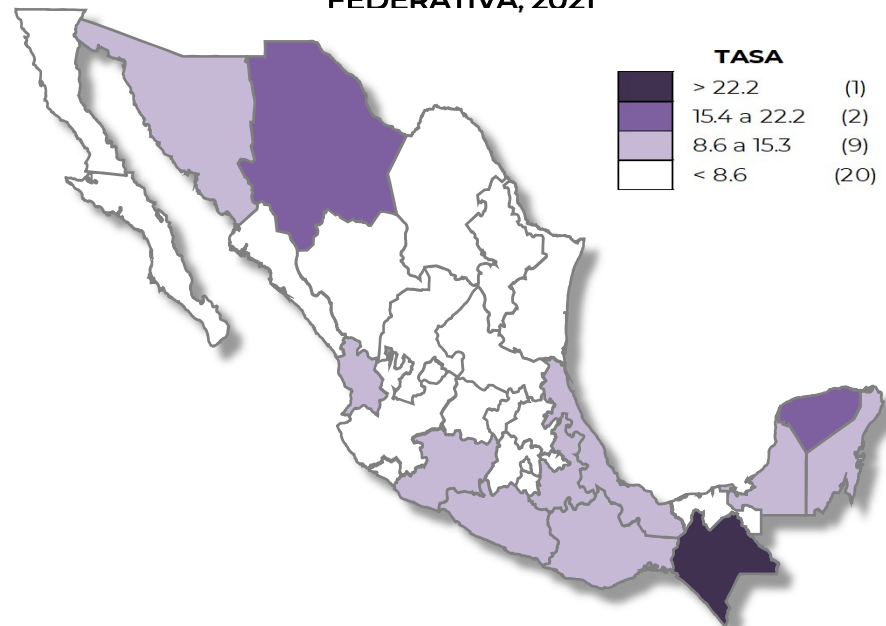 FEDERATIVA, 2021
TASA
> 22.2 (1)
15.4 a 22.2 (2)
8.6 a 15.3 (9)
< 8.6 (20)